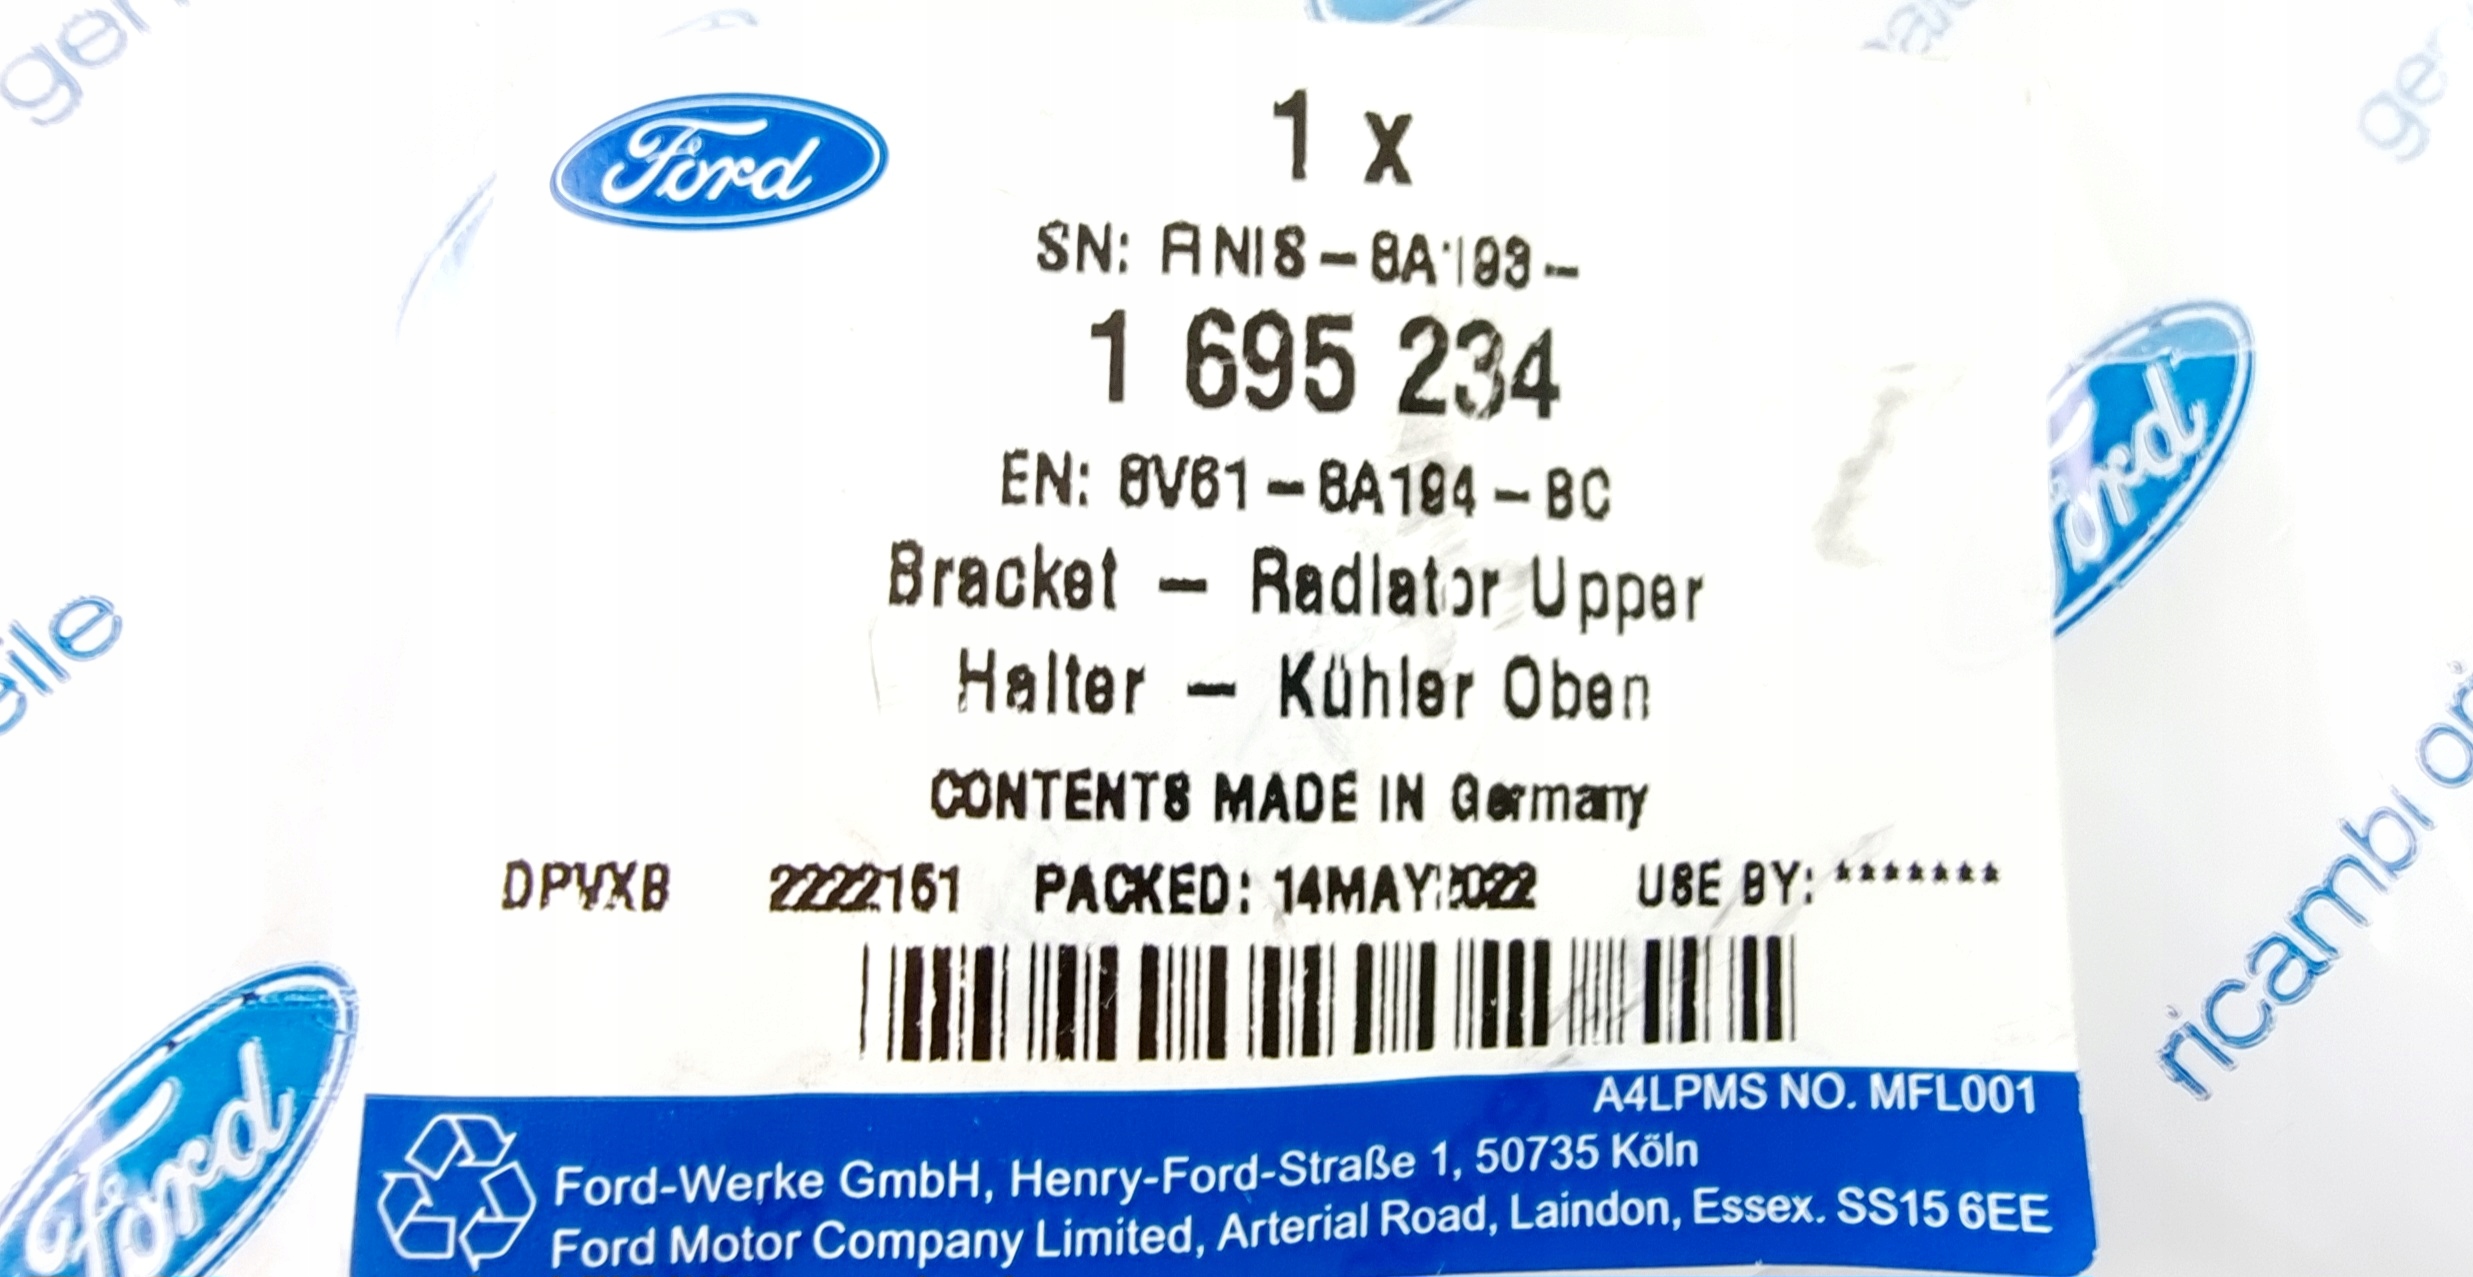 Ford
1 x
SN: ANIS-8A193-
1 695 234
EN: 8V61-8A194-BC
Bracket - Radiator Upper
Halter - Kühler Oben
CONTENTS MADE IN Germany
DPVXB 2222161 PACKED: 14MAY2022 USE BY: *******
A4LPMS NO. MFL001
Ford-Werke GmbH, Henry-Ford-Straße 1, 50735 Köln
Ford Motor Company Limited, Arterial Road, Laindon, Essex. SS15 6EE
Ford
Ford
ricambi